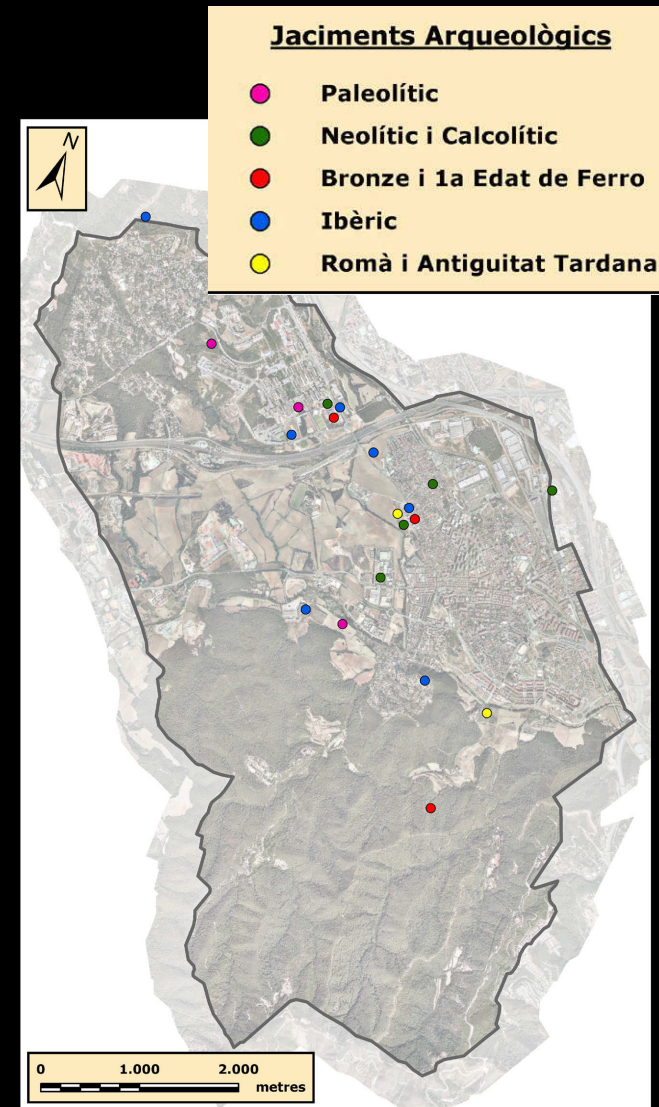 Jaciments Arqueològics
Paleolític
Neolític i Calcolític
Bronze i 1a Edat de Ferro
Ibèric
Romà i Antiguitat Tardana
N
0 1.000 2.000
metres